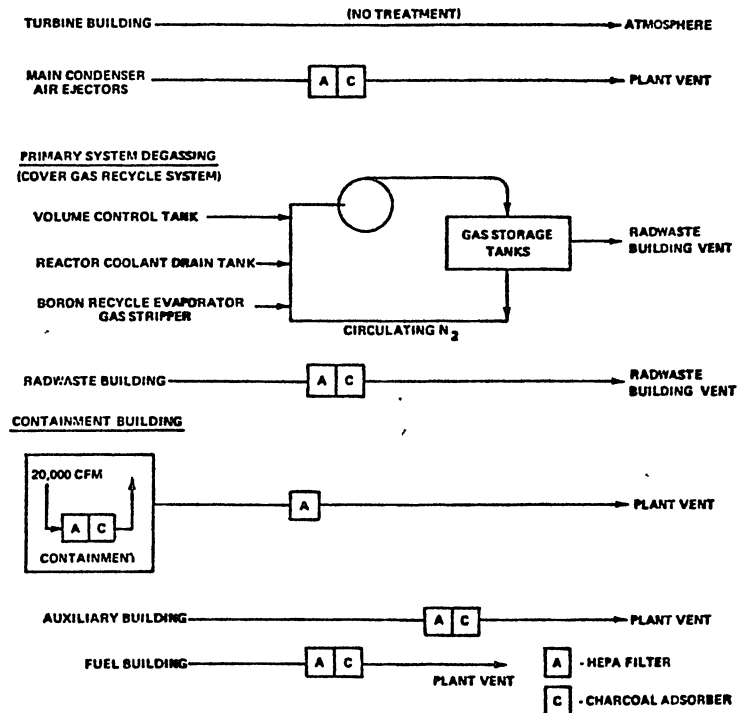 (NO TREATMENT)
TURBINE BUILDING
ATMOSPHERE
MAIN CONDENSER
AIR EJECTORS
A C
PLANT VENT
PRIMARY SYSTEM DEGASSING
(COVER GAS RECYCLE SYSTEM)
VOLUME CONTROL TANK
REACTOR COOLANT DRAIN TANK
BORON RECYCLE EVAPORATOR
GAS STRIPPER
GAS STORAGE
TANKS
RADWASTE
BUILDING VENT
CIRCULATING N2
RADWASTE BUILDING
A C
RADWASTE
BUILDING VENT
CONTAINMENT BUILDING
20,000 CFM
A C
CONTAINMENT
A
PLANT VENT
AUXILIARY BUILDING
A C
PLANT VENT
FUEL BUILDING
A C
PLANT VENT
A - HEPA FILTER
C - CHARCOAL ADSORBER